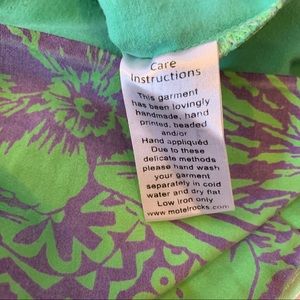 Care
Instructions
This garment
has been lovingly
handmade, hand
printed, beaded
and/or
Hand appliquéd
Due to these
delicate methods
please hand wash
your garment
separately in cold
water and dry flat
Low iron only
www.motelrocks.com